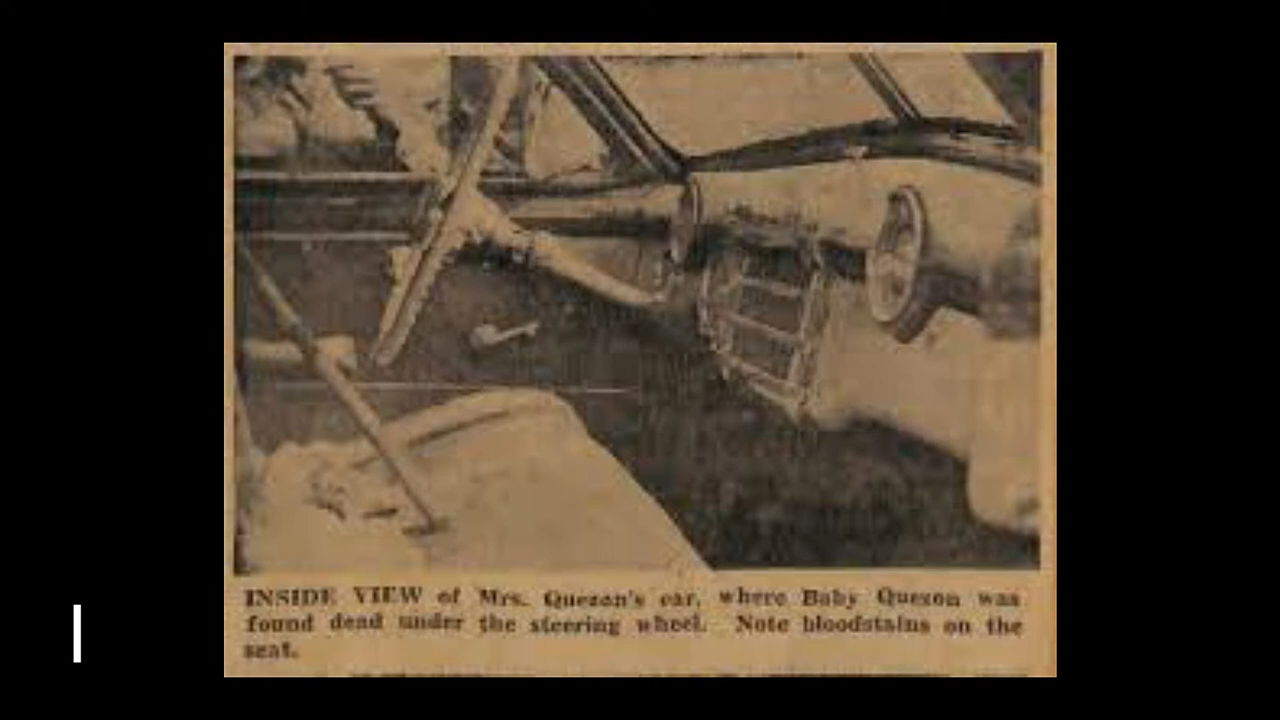 INSIDE VIEW of Mrs. Quezon's car, where Baby Quezon was
found dead under the steering wheel. Note bloodstains on the
seat.